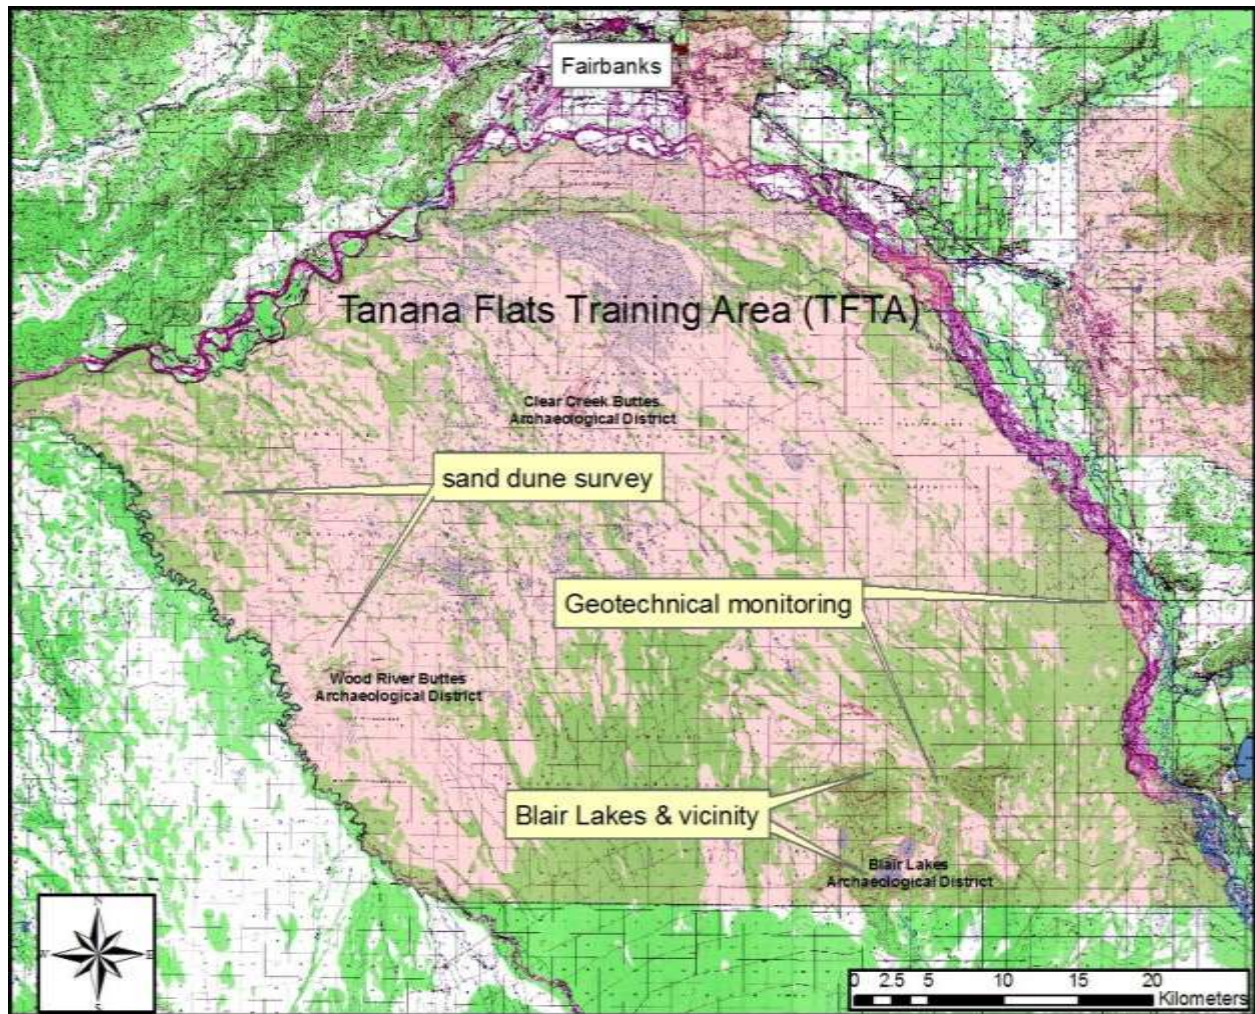 Fairbanks
Tanana Flats Training Area (TFTA)
Clear Creek Buttes
Archaeological District
sand dune survey
Geotechnical monitoring
Wood River Buttes
Archaeological District
Blair Lakes & vicinity
Blair Lakes
Archaeological District
N
W E
S
0 2.5 5 10 15 20
Kilometers